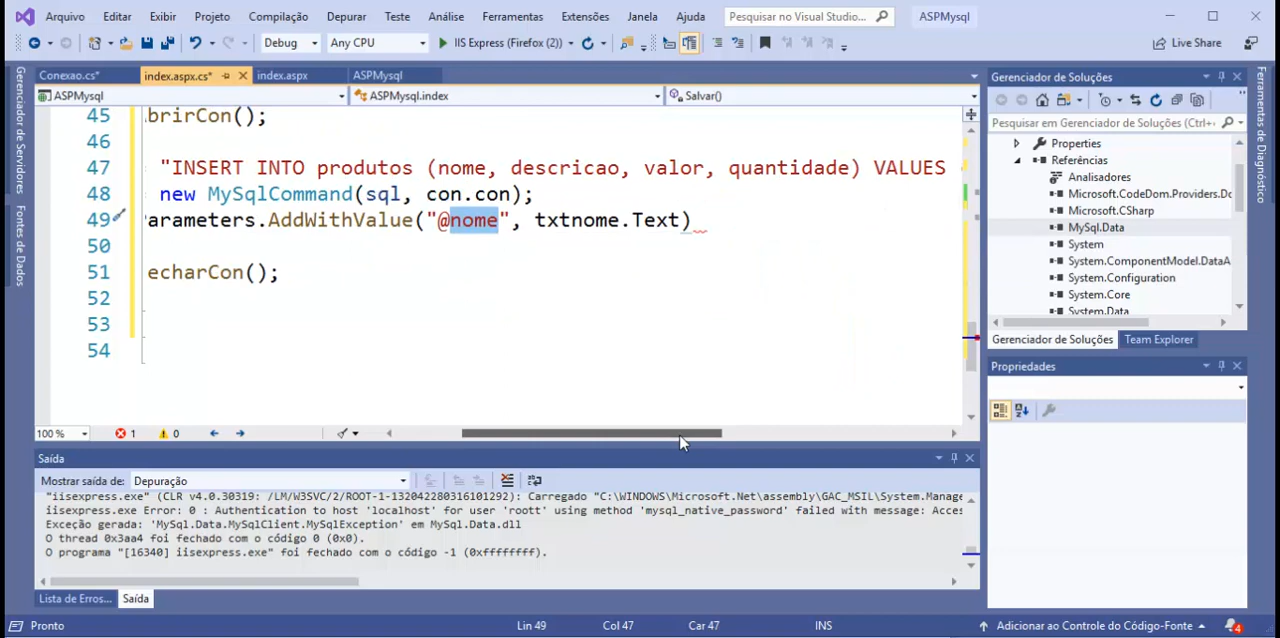 Arquivo Editar Exibir Projeto Compilação Depurar Teste Análise Ferramentas Extensões Janela Ajuda Pesquisar no Visual Studio... ASPMysql
Debug Any CPU IIS Express (Firefox (2)) Live Share
Gerenciador de Servidores
Fontes de Dados
Conexao.cs* index.aspx.cs* index.aspx ASPMysql
ASPMysql ASPMysql.index Salvar()
45 brirCon();
46
47 "INSERT INTO produtos (nome, descricao, valor, quantidade) VALUES
48 new MySqlCommand(sql, con.con);
49 arameters.AddWithValue("@nome", txtnome.Text)
50
51 echarCon();
52
53
54
100 % 1 0
Saída
Mostrar saída de: Depuração
"iisexpress.exe" (CLR v4.0.30319: /LM/W3SVC/2/ROOT-1-132042280316101292): Carregado "C:\WINDOWS\Microsoft.Net\assembly\GAC_MSIL\System.Manage
iisexpress.exe Error: 0 : Authentication to host 'localhost' for user 'roott' using method 'mysql_native_password' failed with message: Acces
Exceção gerada: 'MySql.Data.MySqlClient.MySqlException' em MySql.Data.dll
O thread 0x3aa4 foi fechado com o código 0 (0x0).
O programa "[16340] iisexpress.exe" foi fechado com o código -1 (0xffffffff).
Lista de Erros... Saída
Gerenciador de Soluções
Pesquisar em Gerenciador de Soluções (Ctrl+
Properties
Referências
Analisadores
Microsoft.CodeDom.Providers.Do
Microsoft.CSharp
MySql.Data
System
System.ComponentModel.DataA
System.Configuration
System.Core
System.Data
Gerenciador de Soluções Team Explorer
Propriedades
Ferramentas de Diagnóstico
Pronto Lin 49 Col 47 Car 47 INS Adicionar ao Controle do Código-Fonte 4